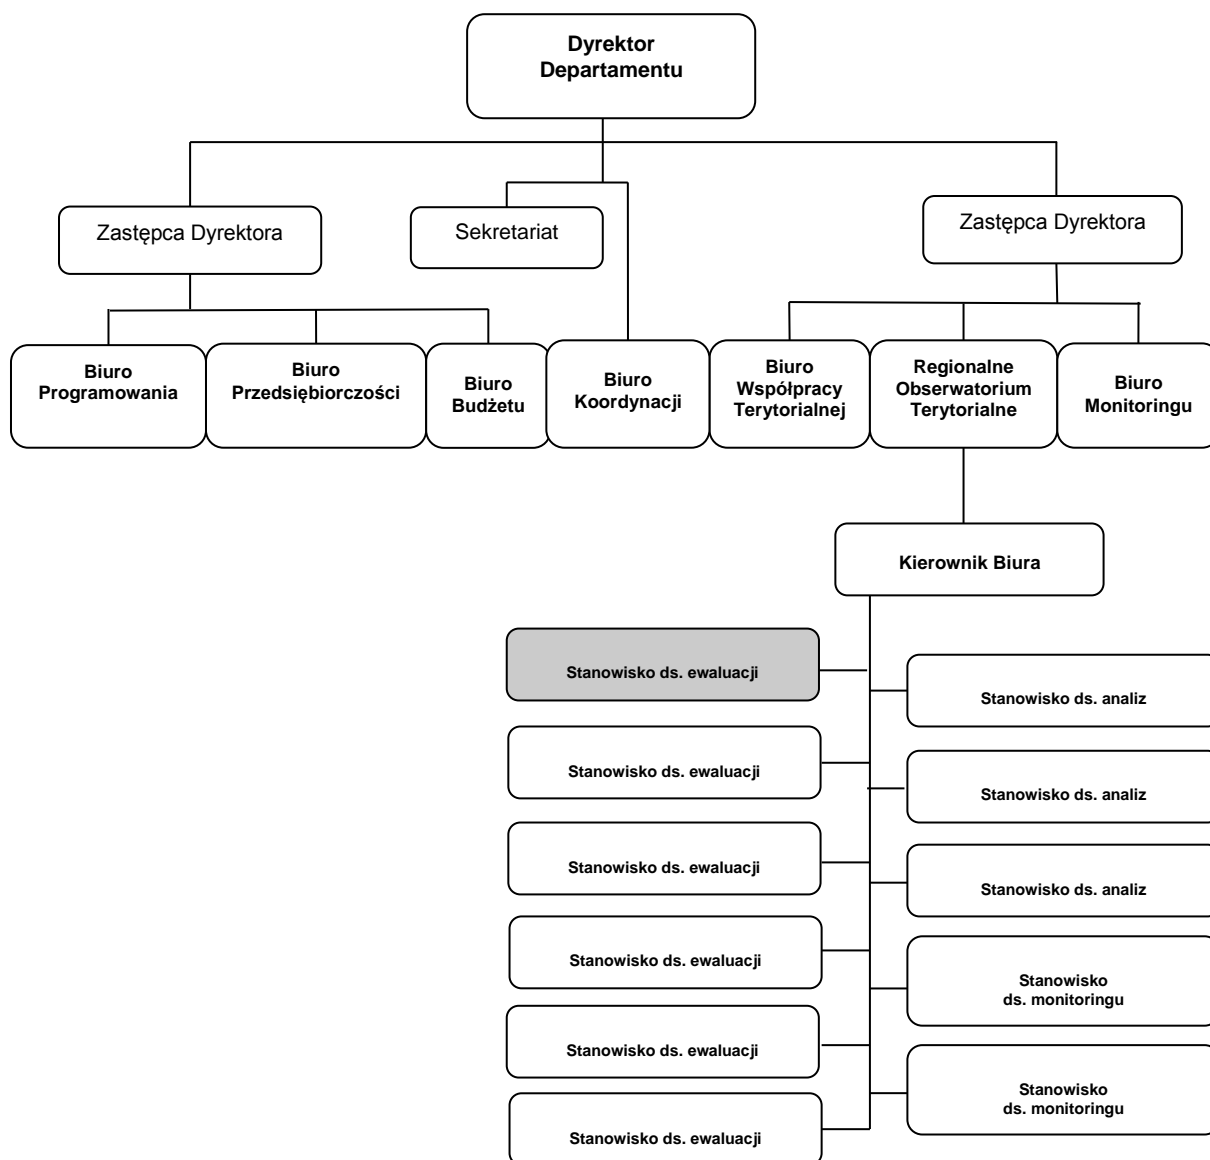 Dyrektor
Departamentu
Zastępca Dyrektora
Sekretariat
Zastępca Dyrektora
Biuro
Programowania
Biuro
Przedsiębiorczości
Biuro
Budżetu
Biuro
Koordynacji
Biuro
Współpracy
Terytorialnej
Regionalne
Obserwatorium
Terytorialne
Biuro
Monitoringu
Kierownik Biura
Stanowisko ds. ewaluacji
Stanowisko ds. analiz
Stanowisko ds. ewaluacji
Stanowisko ds. analiz
Stanowisko ds. ewaluacji
Stanowisko ds. analiz
Stanowisko ds. ewaluacji
Stanowisko
ds. monitoringu
Stanowisko ds. ewaluacji
Stanowisko
ds. monitoringu
Stanowisko ds. ewaluacji